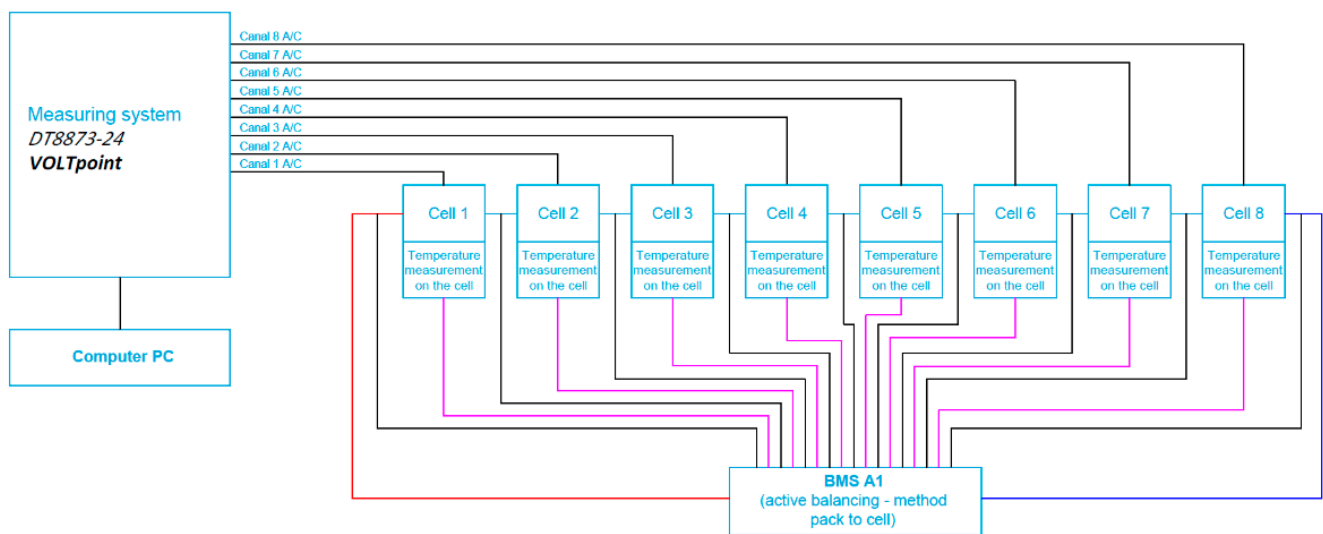 Canal 8 A/C
Canal 7 A/C
Canal 6 A/C
Canal 5 A/C
Canal 4 A/C
Canal 3 A/C
Canal 2 A/C
Canal 1 A/C
Measuring system
DT8873-24
VOLTpoint
Computer PC
Cell 1
Temperature
measurement
on the cell
Cell 2
Temperature
measurement
on the cell
Cell 3
Temperature
measurement
on the cell
Cell 4
Temperature
measurement
on the cell
Cell 5
Temperature
measurement
on the cell
Cell 6
Temperature
measurement
on the cell
Cell 7
Temperature
measurement
on the cell
Cell 8
Temperature
measurement
on the cell
BMS A1
(active balancing - method
pack to cell)